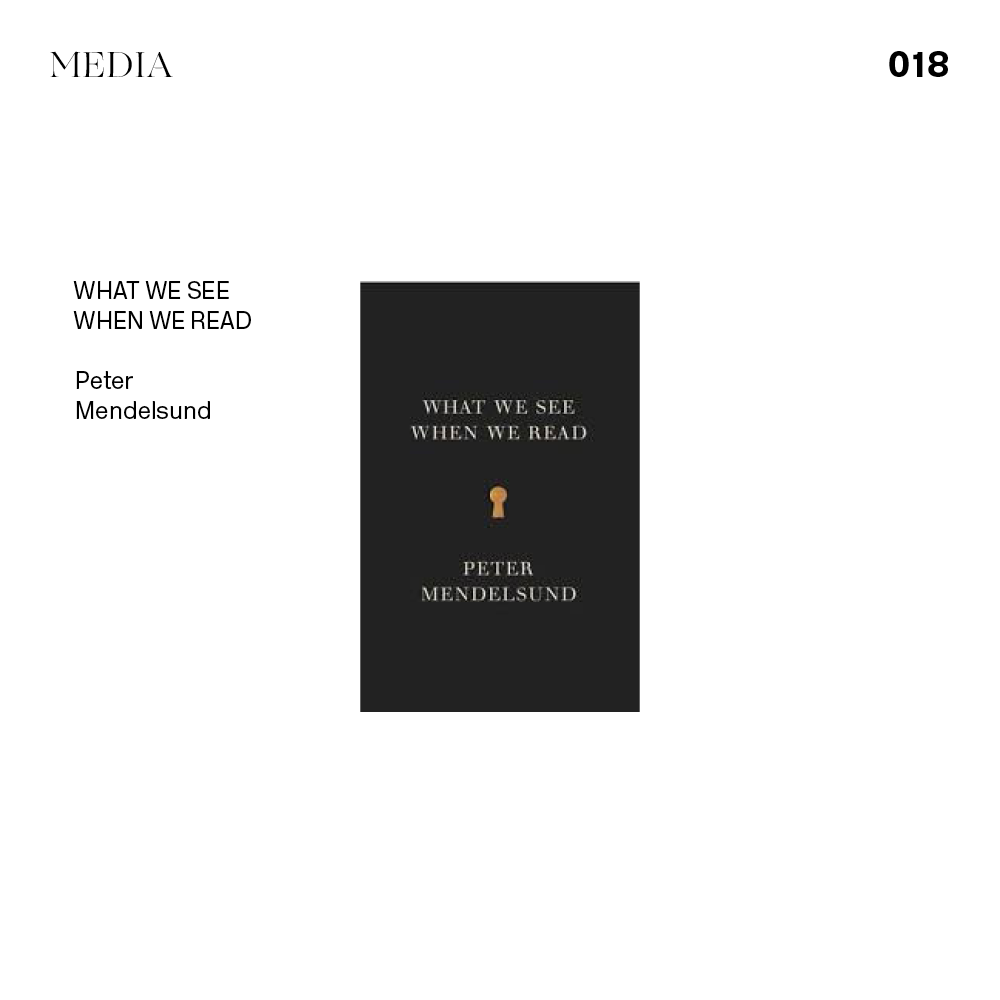 MEDIA
018
WHAT WE SEE
WHEN WE READ
Peter
Mendelsund
WHAT WE SEE
WHEN WE READ
PETER
MENDELSUND